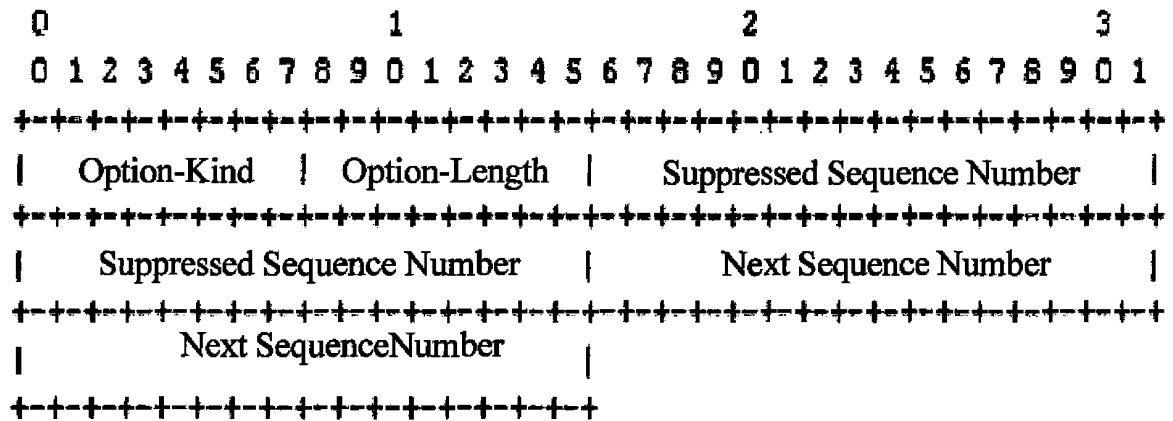 0 1 2 3
0 1 2 3 4 5 6 7 8 9 0 1 2 3 4 5 6 7 8 9 0 1 2 3 4 5 6 7 8 9 0 1
+-+-+-+-+-+-+-+-+-+-+-+-+-+-+-+-+-+-+-+-+-+-+-+-+-+-+-+-+-+-+-+-+
| Option-Kind | Option-Length | Suppressed Sequence Number |
+-+-+-+-+-+-+-+-+-+-+-+-+-+-+-+-+-+-+-+-+-+-+-+-+-+-+-+-+-+-+-+-+
| Suppressed Sequence Number | Next Sequence Number |
+-+-+-+-+-+-+-+-+-+-+-+-+-+-+-+-+-+-+-+-+-+-+-+-+-+-+-+-+-+-+-+-+
| Next SequenceNumber |
+-+-+-+-+-+-+-+-+-+-+-+-+-+-+-+-+